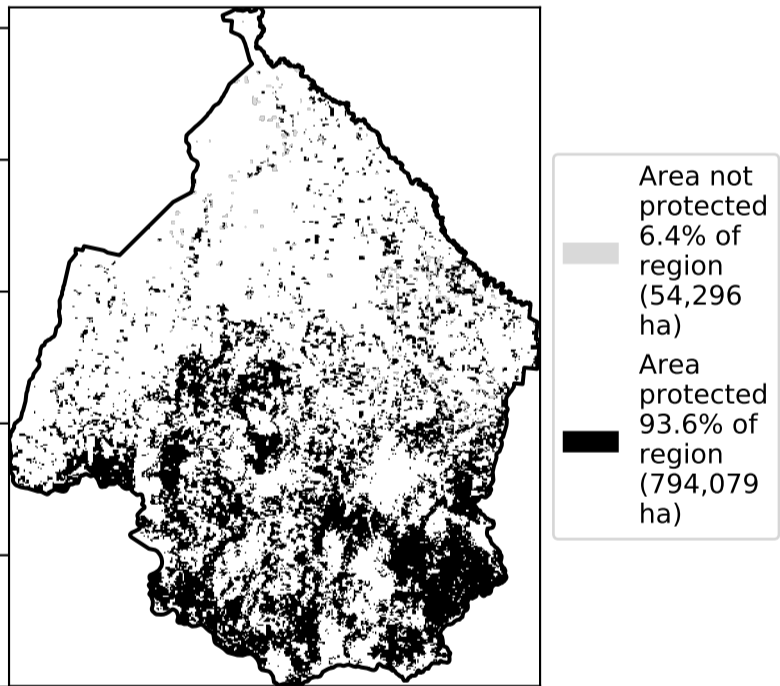 Area not
protected
6.4% of
region
(54,296
ha)
Area
protected
93.6% of
region
(794,079
ha)